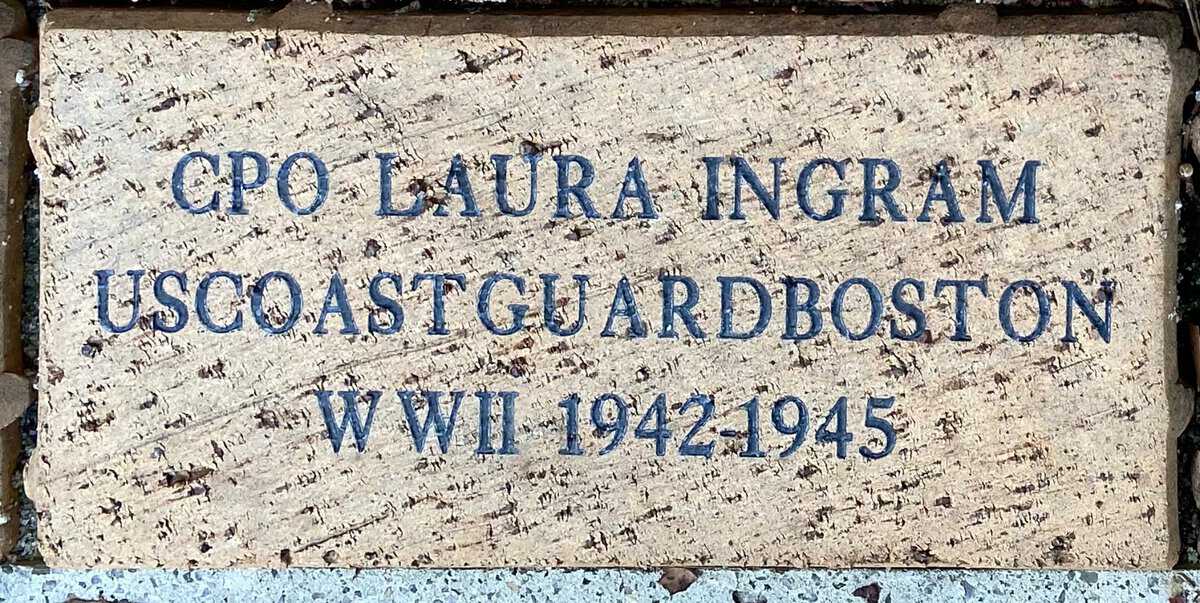 CPO LAURA INGRAM
USCOASTGUARDBOSTON
WWII 1942-1945